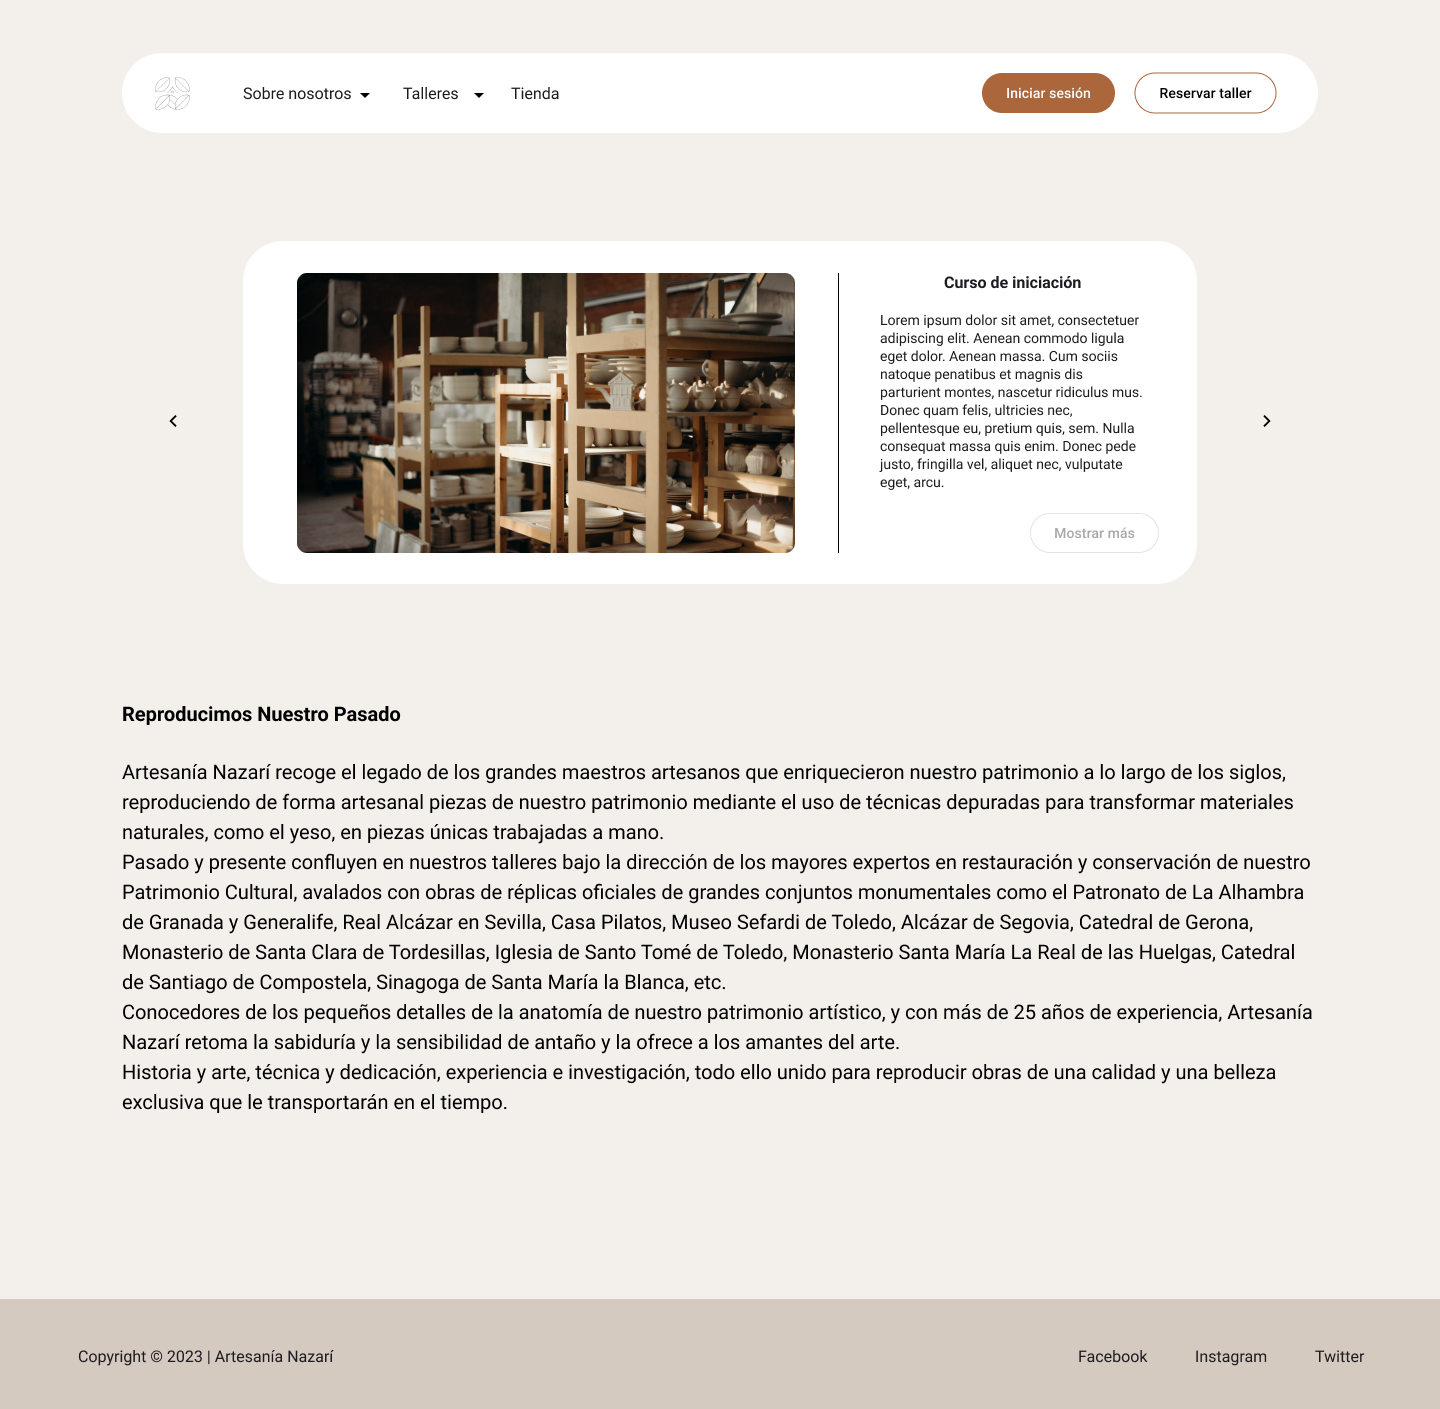 Sobre nosotros
Talleres
Tienda
Iniciar sesión
Reservar taller
Curso de iniciación
Lorem ipsum dolor sit amet, consectetuer
adipiscing elit. Aenean commodo ligula
eget dolor. Aenean massa. Cum sociis
natoque penatibus et magnis dis
parturient montes, nascetur ridiculus mus.
Donec quam felis, ultricies nec,
pellentesque eu, pretium quis, sem. Nulla
consequat massa quis enim. Donec pede
justo, fringilla vel, aliquet nec, vulputate
eget, arcu.
Mostrar más
Reproducimos Nuestro Pasado
Artesanía Nazarí recoge el legado de los grandes maestros artesanos que enriquecieron nuestro patrimonio a lo largo de los siglos,
reproduciendo de forma artesanal piezas de nuestro patrimonio mediante el uso de técnicas depuradas para transformar materiales
naturales, como el yeso, en piezas únicas trabajadas a mano.
Pasado y presente confluyen en nuestros talleres bajo la dirección de los mayores expertos en restauración y conservación de nuestro
Patrimonio Cultural, avalados con obras de réplicas oficiales de grandes conjuntos monumentales como el Patronato de La Alhambra
de Granada y Generalife, Real Alcázar en Sevilla, Casa Pilatos, Museo Sefardi de Toledo, Alcázar de Segovia, Catedral de Gerona,
Monasterio de Santa Clara de Tordesillas, Iglesia de Santo Tomé de Toledo, Monasterio Santa María La Real de las Huelgas, Catedral
de Santiago de Compostela, Sinagoga de Santa María la Blanca, etc.
Conocedores de los pequeños detalles de la anatomía de nuestro patrimonio artístico, y con más de 25 años de experiencia, Artesanía
Nazarí retoma la sabiduría y la sensibilidad de antaño y la ofrece a los amantes del arte.
Historia y arte, técnica y dedicación, experiencia e investigación, todo ello unido para reproducir obras de una calidad y una belleza
exclusiva que le transportarán en el tiempo.
Copyright © 2023 | Artesanía Nazarí
Facebook
Instagram
Twitter